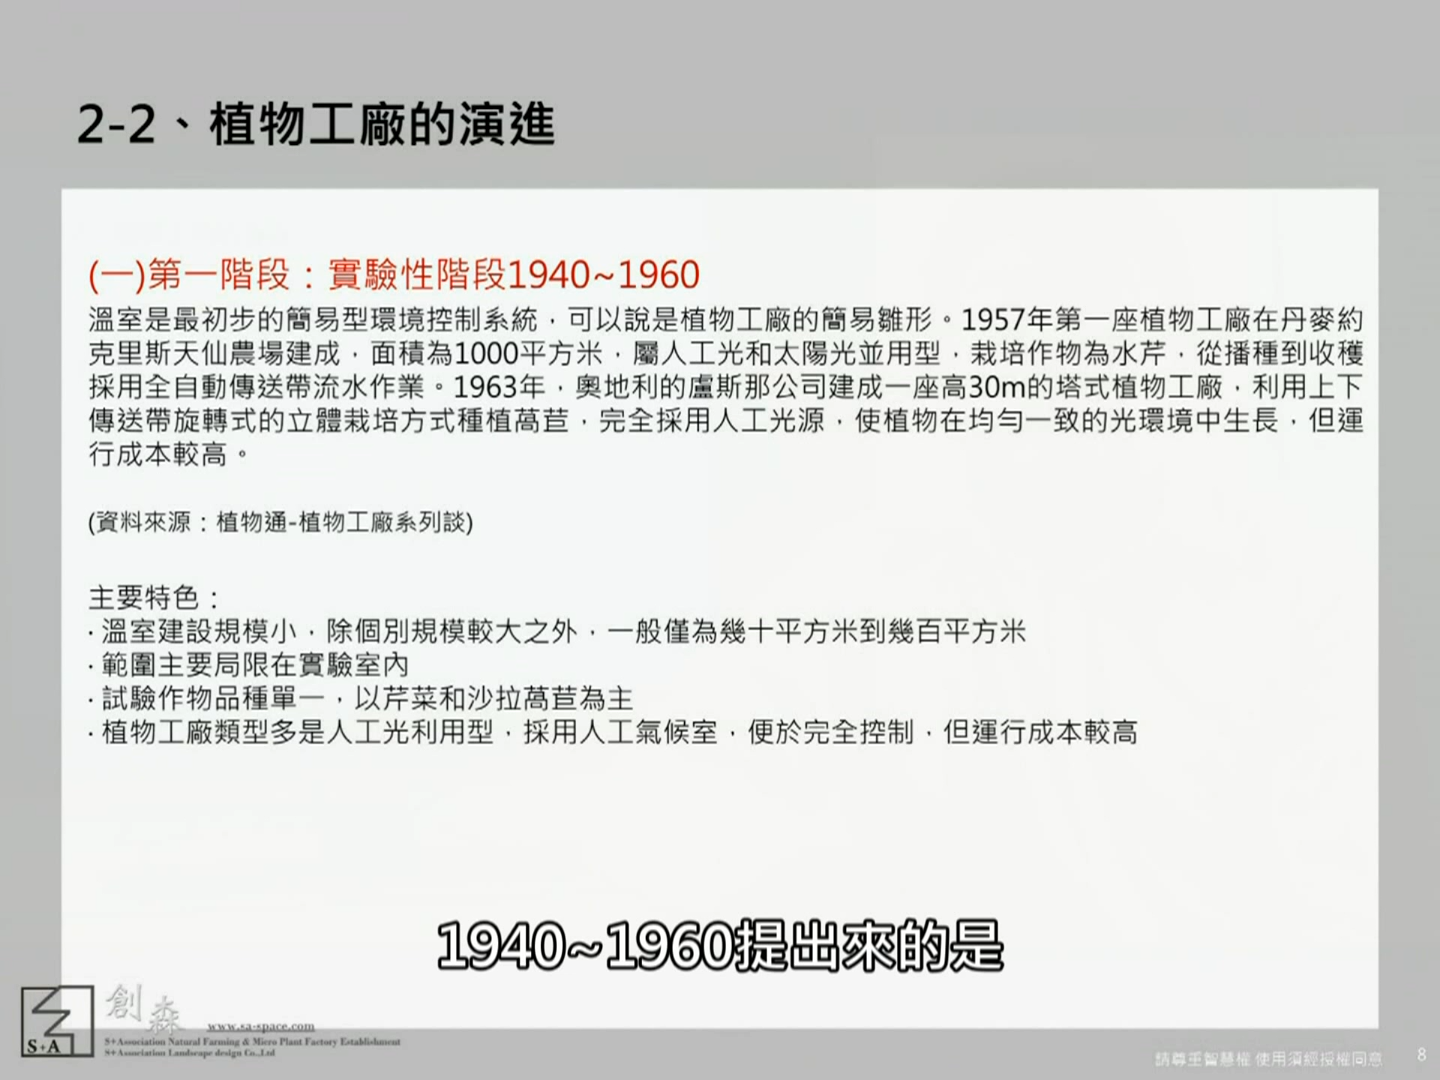 2-2、植物工廠的演進
(一)第一階段：實驗性階段1940~1960
溫室是最初步的簡易型環境控制系統，可以說是植物工廠的簡易雛形。1957年第一座植物工廠在丹麥約
克里斯天仙農場建成，面積為1000平方米，屬人工光和太陽光並用型，栽培作物為水芹，從播種到收穫
採用全自動傳送帶流水作業。1963年，奧地利的盧斯那公司建成一座高30m的塔式植物工廠，利用上下
傳送帶旋轉式的立體栽培方式種植萵苣，完全採用人工光源，使植物在均勻一致的光環境中生長，但運
行成本較高。
(資料來源：植物通-植物工廠系列談)
主要特色：
·溫室建設規模小，除個別規模較大之外，一般僅為幾十平方米到幾百平方米
·範圍主要局限在實驗室內
·試驗作物品種單一，以芹菜和沙拉萵苣為主
·植物工廠類型多是人工光利用型，採用人工氣候室，便於完全控制，但運行成本較高
1940~1960提出來的是
創森
S+A
www.sa-space.com
S+Association Natural Farming & Micro Plant Factory Establishment
S+Association Landscape design Co.,Ltd
請尊重智慧權 使用須經授權同意
8